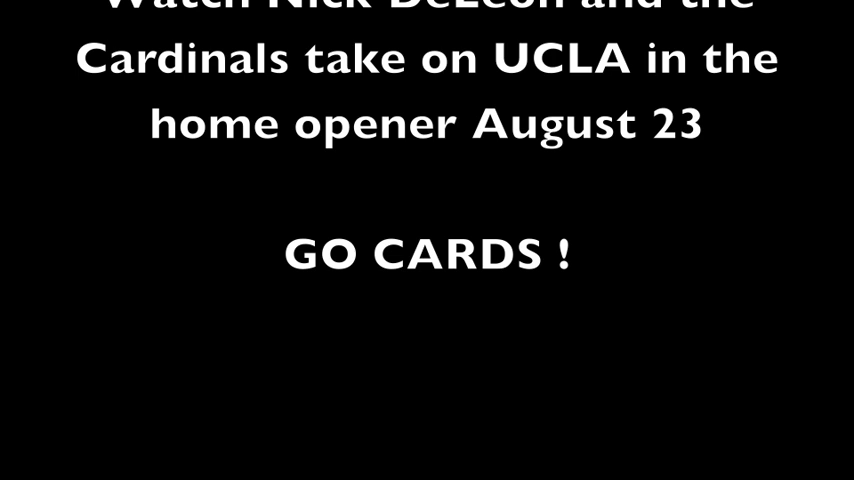 Watch Nick DeLeon and the
Cardinals take on UCLA in the
home opener August 23
GO CARDS !